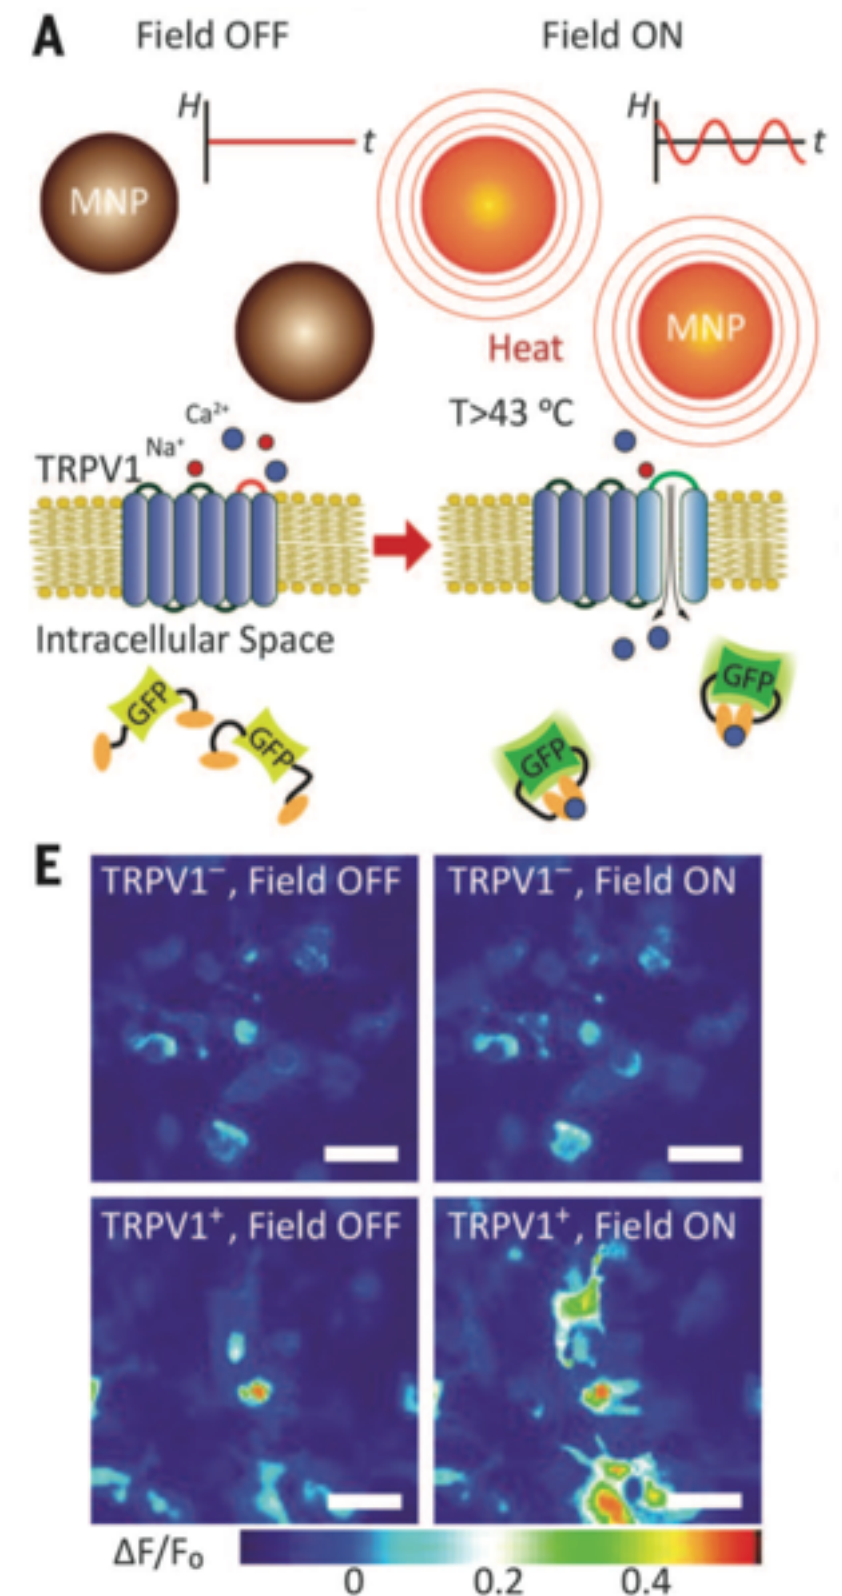 A Field OFF Field ON
H t H t
MNP
MNP
Heat
T>43 ºC
Ca²⁺
Na⁺
TRPV1
Intracellular Space
GFP GFP GFP GFP
E
TRPV1⁻, Field OFF TRPV1⁻, Field ON
TRPV1⁺, Field OFF TRPV1⁺, Field ON
ΔF/F₀
0 0.2 0.4